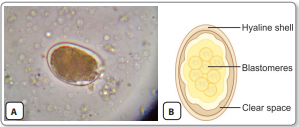 Hyaline shell
Blastomeres
Clear space
A
B